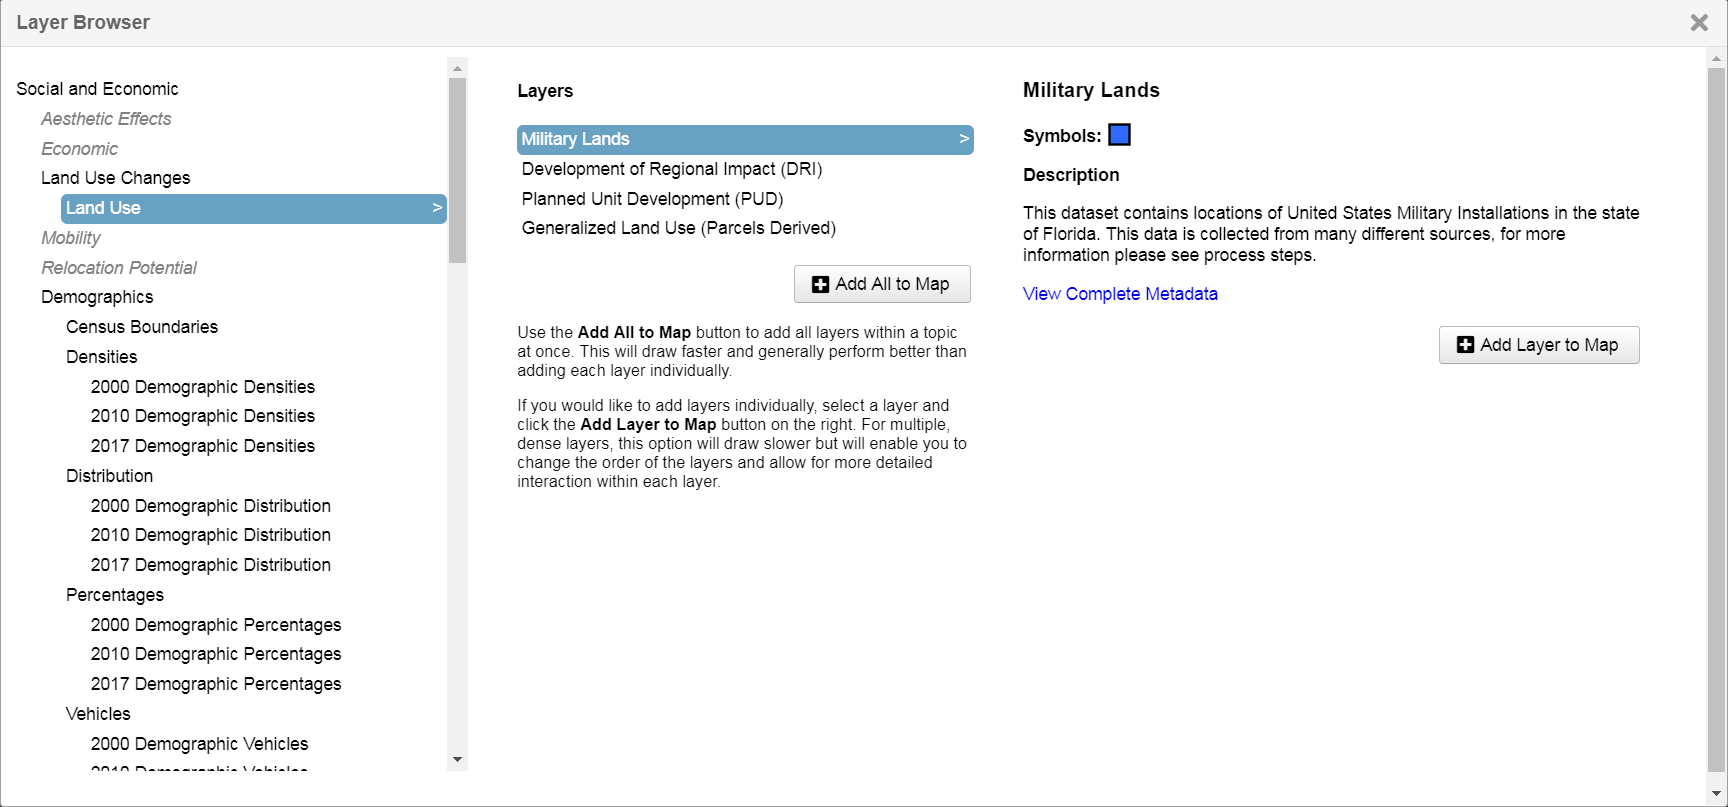 Layer Browser
Social and Economic
Aesthetic Effects
Economic
Land Use Changes
Land Use >
Mobility
Relocation Potential
Demographics
Census Boundaries
Densities
2000 Demographic Densities
2010 Demographic Densities
2017 Demographic Densities
Distribution
2000 Demographic Distribution
2010 Demographic Distribution
2017 Demographic Distribution
Percentages
2000 Demographic Percentages
2010 Demographic Percentages
2017 Demographic Percentages
Vehicles
2000 Demographic Vehicles
2010 Demographic Vehicles
Layers
Military Lands >
Development of Regional Impact (DRI)
Planned Unit Development (PUD)
Generalized Land Use (Parcels Derived)
Add All to Map
Use the Add All to Map button to add all layers within a topic
at once. This will draw faster and generally perform better than
adding each layer individually.
If you would like to add layers individually, select a layer and
click the Add Layer to Map button on the right. For multiple,
dense layers, this option will draw slower but will enable you to
change the order of the layers and allow for more detailed
interaction within each layer.
Military Lands
Symbols:
Description
This dataset contains locations of United States Military Installations in the state
of Florida. This data is collected from many different sources, for more
information please see process steps.
View Complete Metadata
Add Layer to Map